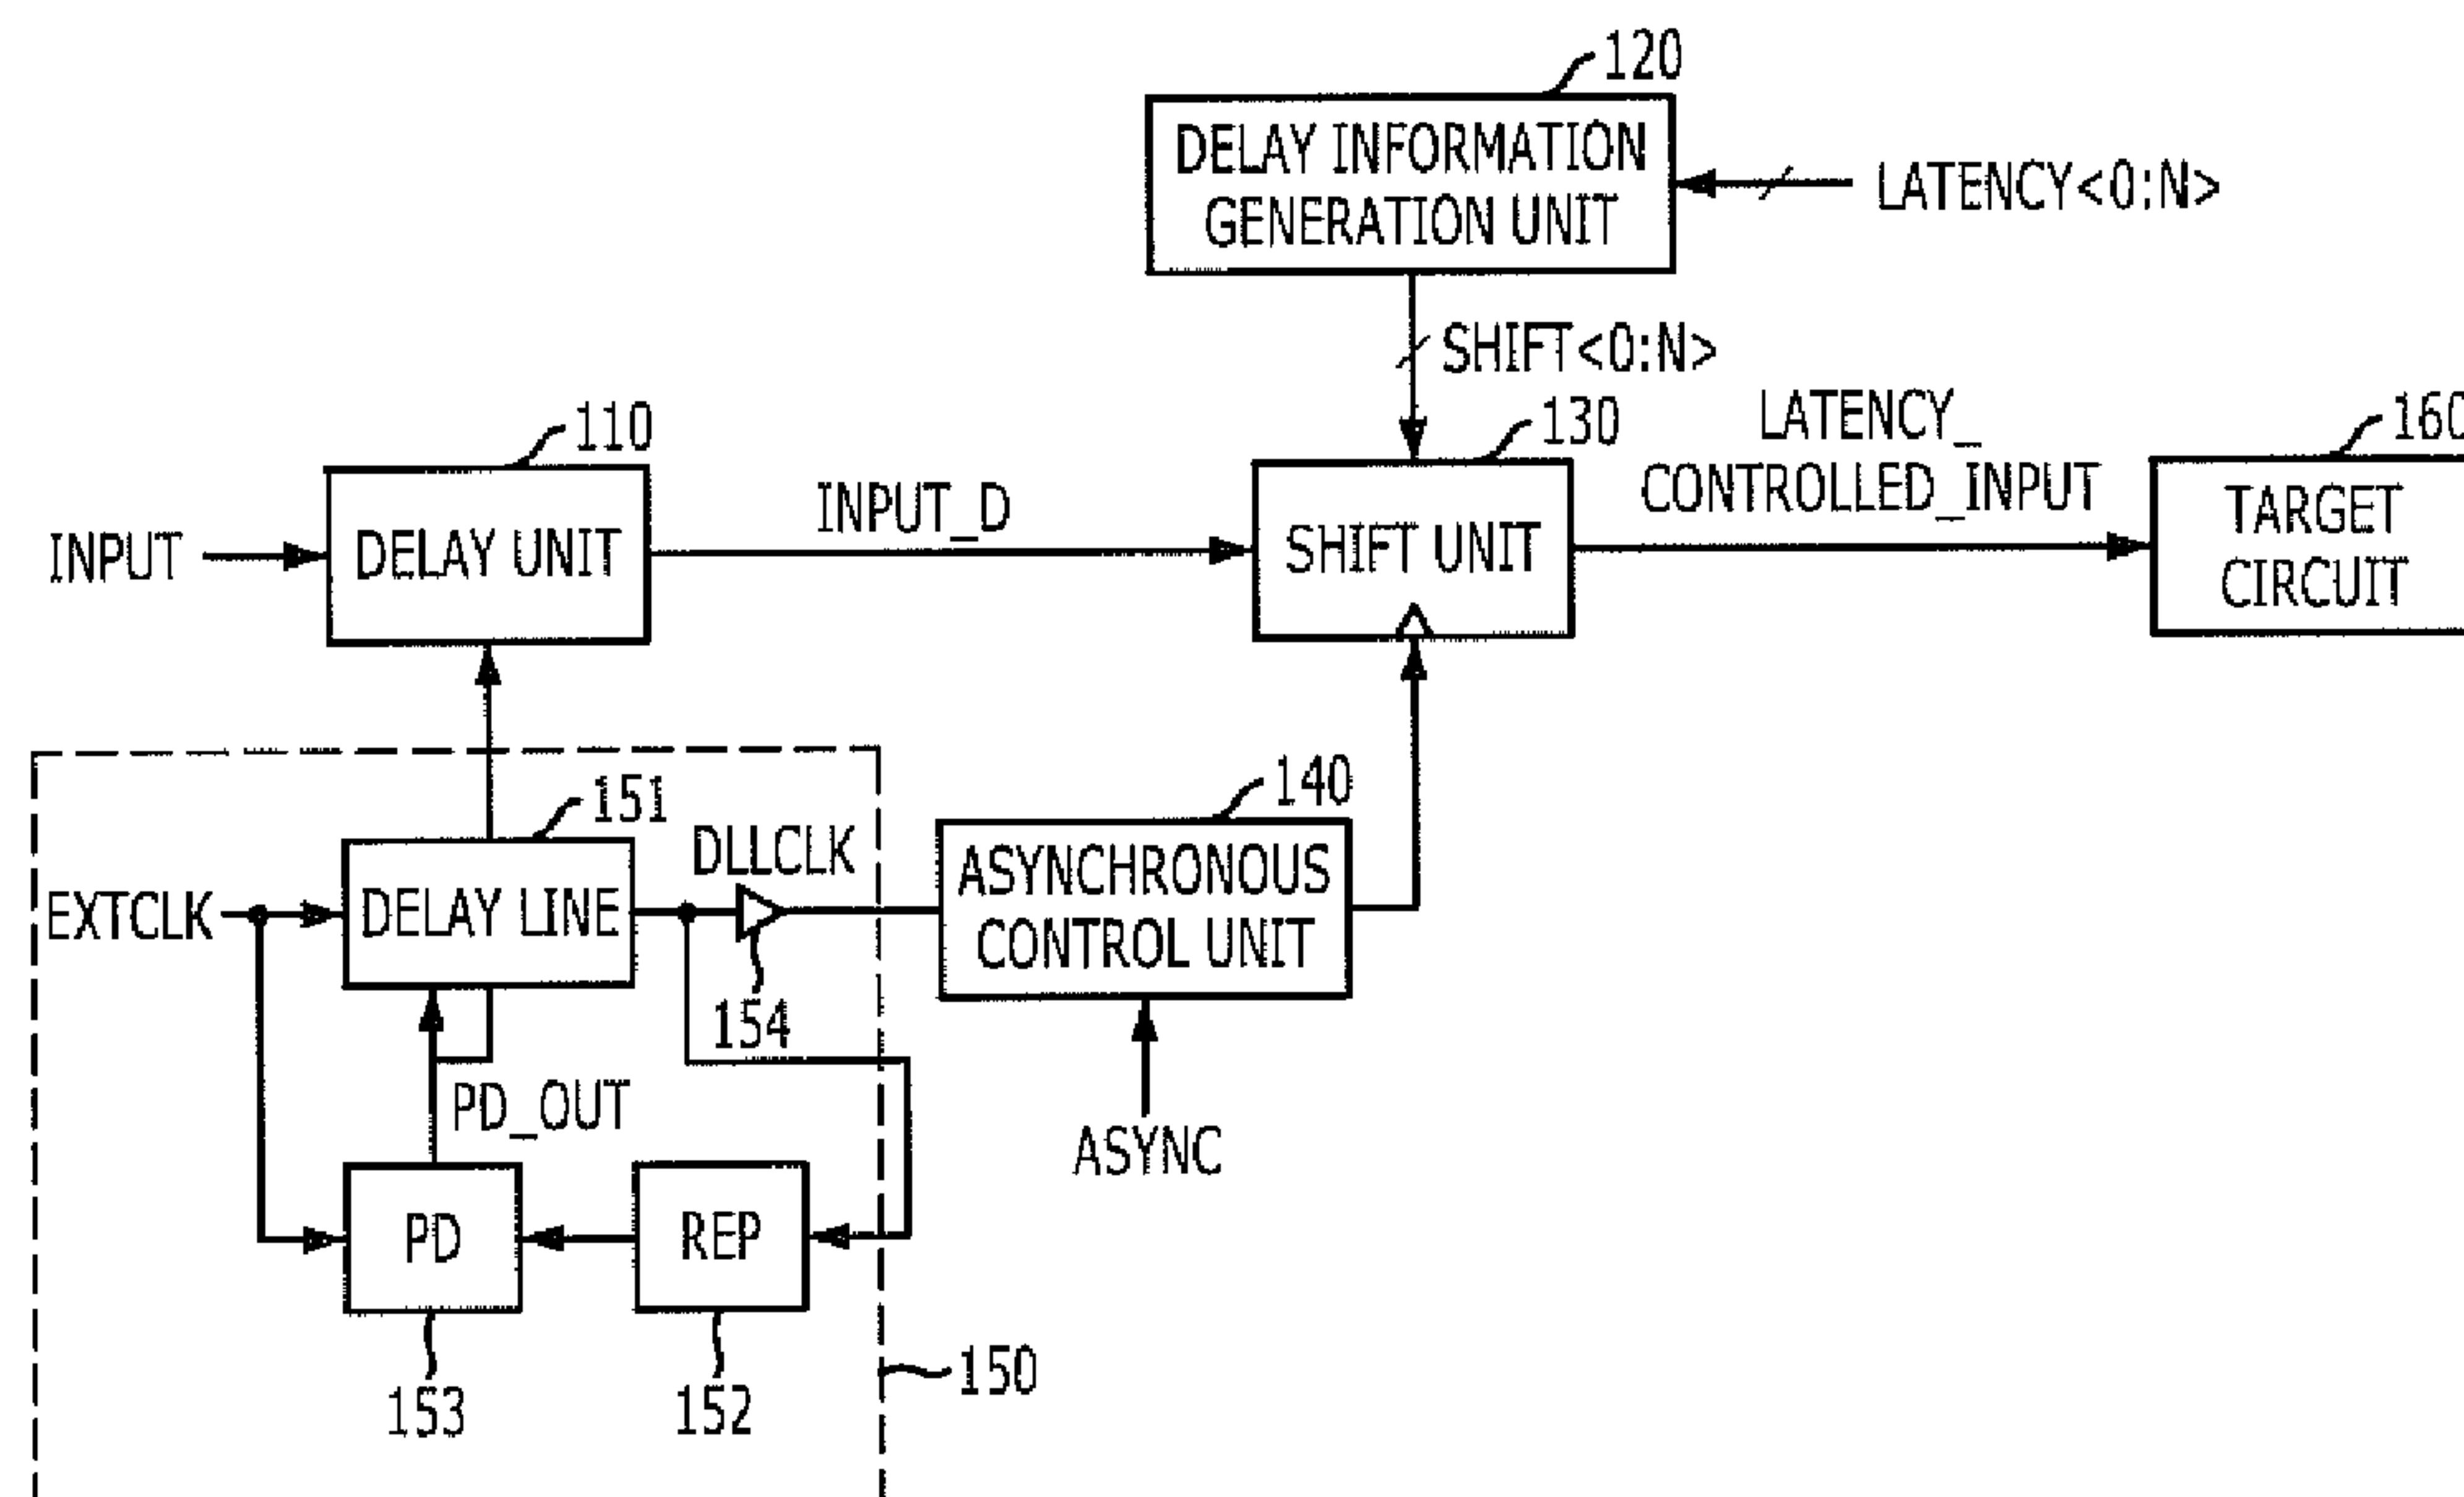 120
DELAY INFORMATION
GENERATION UNIT
LATENCY<0:N>
SHIFT<0:N>
110
130
LATENCY_
CONTROLLED_INPUT
160
INPUT
DELAY UNIT
INPUT_D
SHIFT UNIT
TARGET
CIRCUIT
151
DLLCLK
140
EXTCLK
DELAY LINE
ASYNCHRONOUS
CONTROL UNIT
154
PD_OUT
ASYNC
PD
REP
150
153
152